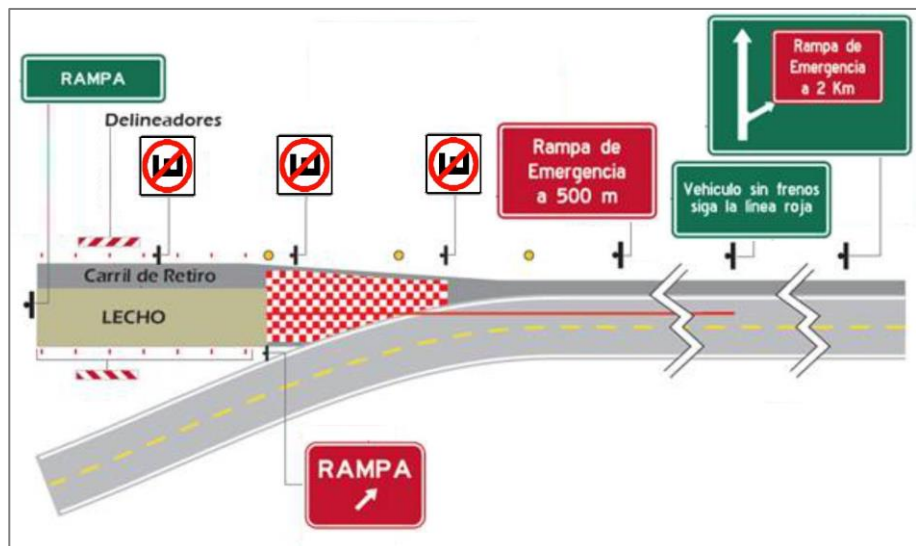 RAMPA
Delineadores
Rampa de
Emergencia
a 500 m
Vehiculo sin frenos
siga la línea roja
Rampa de
Emergencia
a 2 Km
Carril de Retiro
LECHO
RAMPA